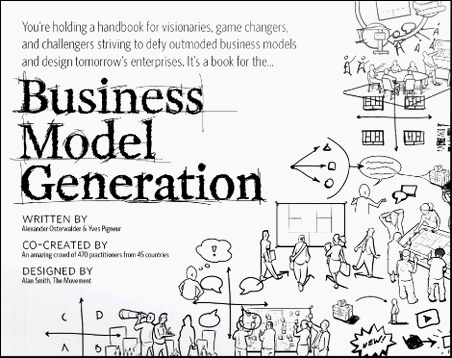 You're holding a handbook for visionaries, game changers,
and challengers striving to defy outmoded business models
and design tomorrow's enterprises. It's a book for the...
Business
Model
Generation
WRITTEN BY
Alexander Osterwalder & Yves Pigneur
CO-CREATED BY
An amazing crowd of 470 practitioners from 45 countries
DESIGNED BY
Alan Smith, The Movement
C D
A B
NEW!